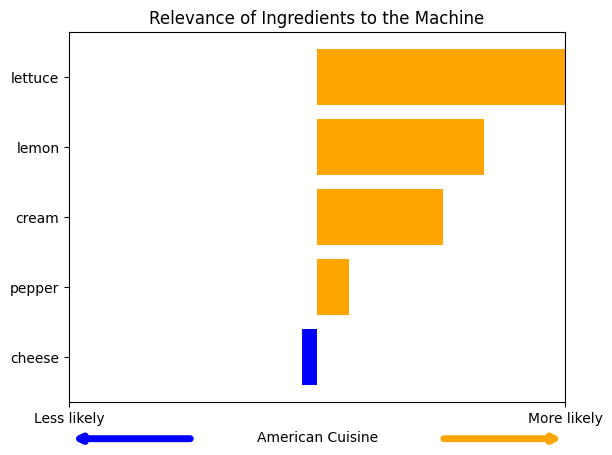 Relevance of Ingredients to the Machine
lettuce
lemon
cream
pepper
cheese
Less likely
More likely
American Cuisine